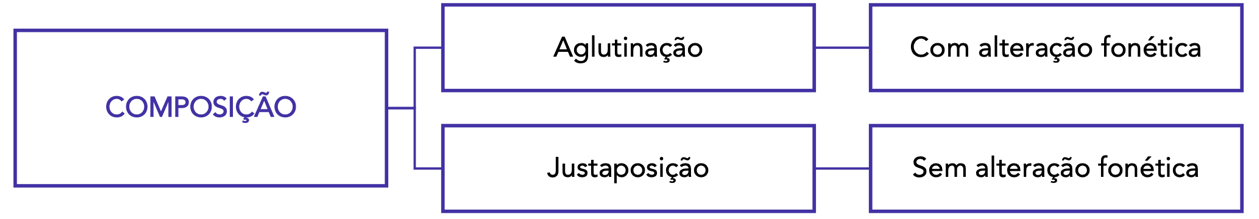 COMPOSIÇÃO
Aglutinação
Com alteração fonética
Justaposição
Sem alteração fonética